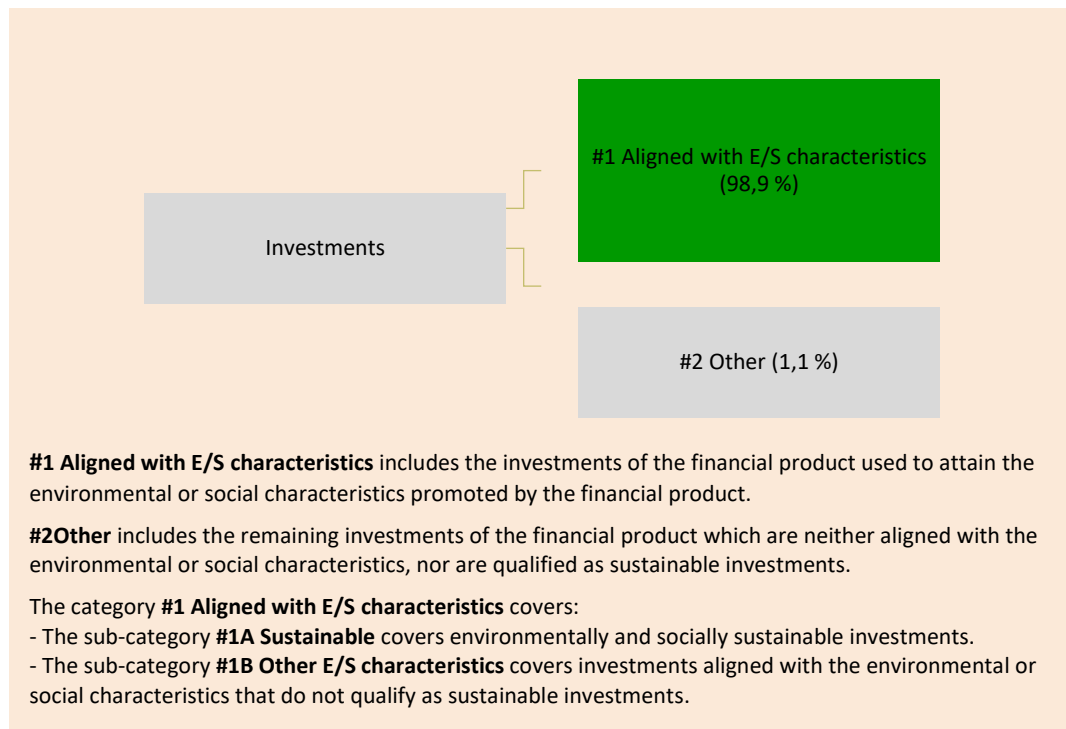 #1 Aligned with E/S characteristics
(98,9 %)
Investments
#2 Other (1,1 %)
#1 Aligned with E/S characteristics includes the investments of the financial product used to attain the
environmental or social characteristics promoted by the financial product.
#2Other includes the remaining investments of the financial product which are neither aligned with the
environmental or social characteristics, nor are qualified as sustainable investments.
The category #1 Aligned with E/S characteristics covers:
- The sub-category #1A Sustainable covers environmentally and socially sustainable investments.
- The sub-category #1B Other E/S characteristics covers investments aligned with the environmental or
social characteristics that do not qualify as sustainable investments.